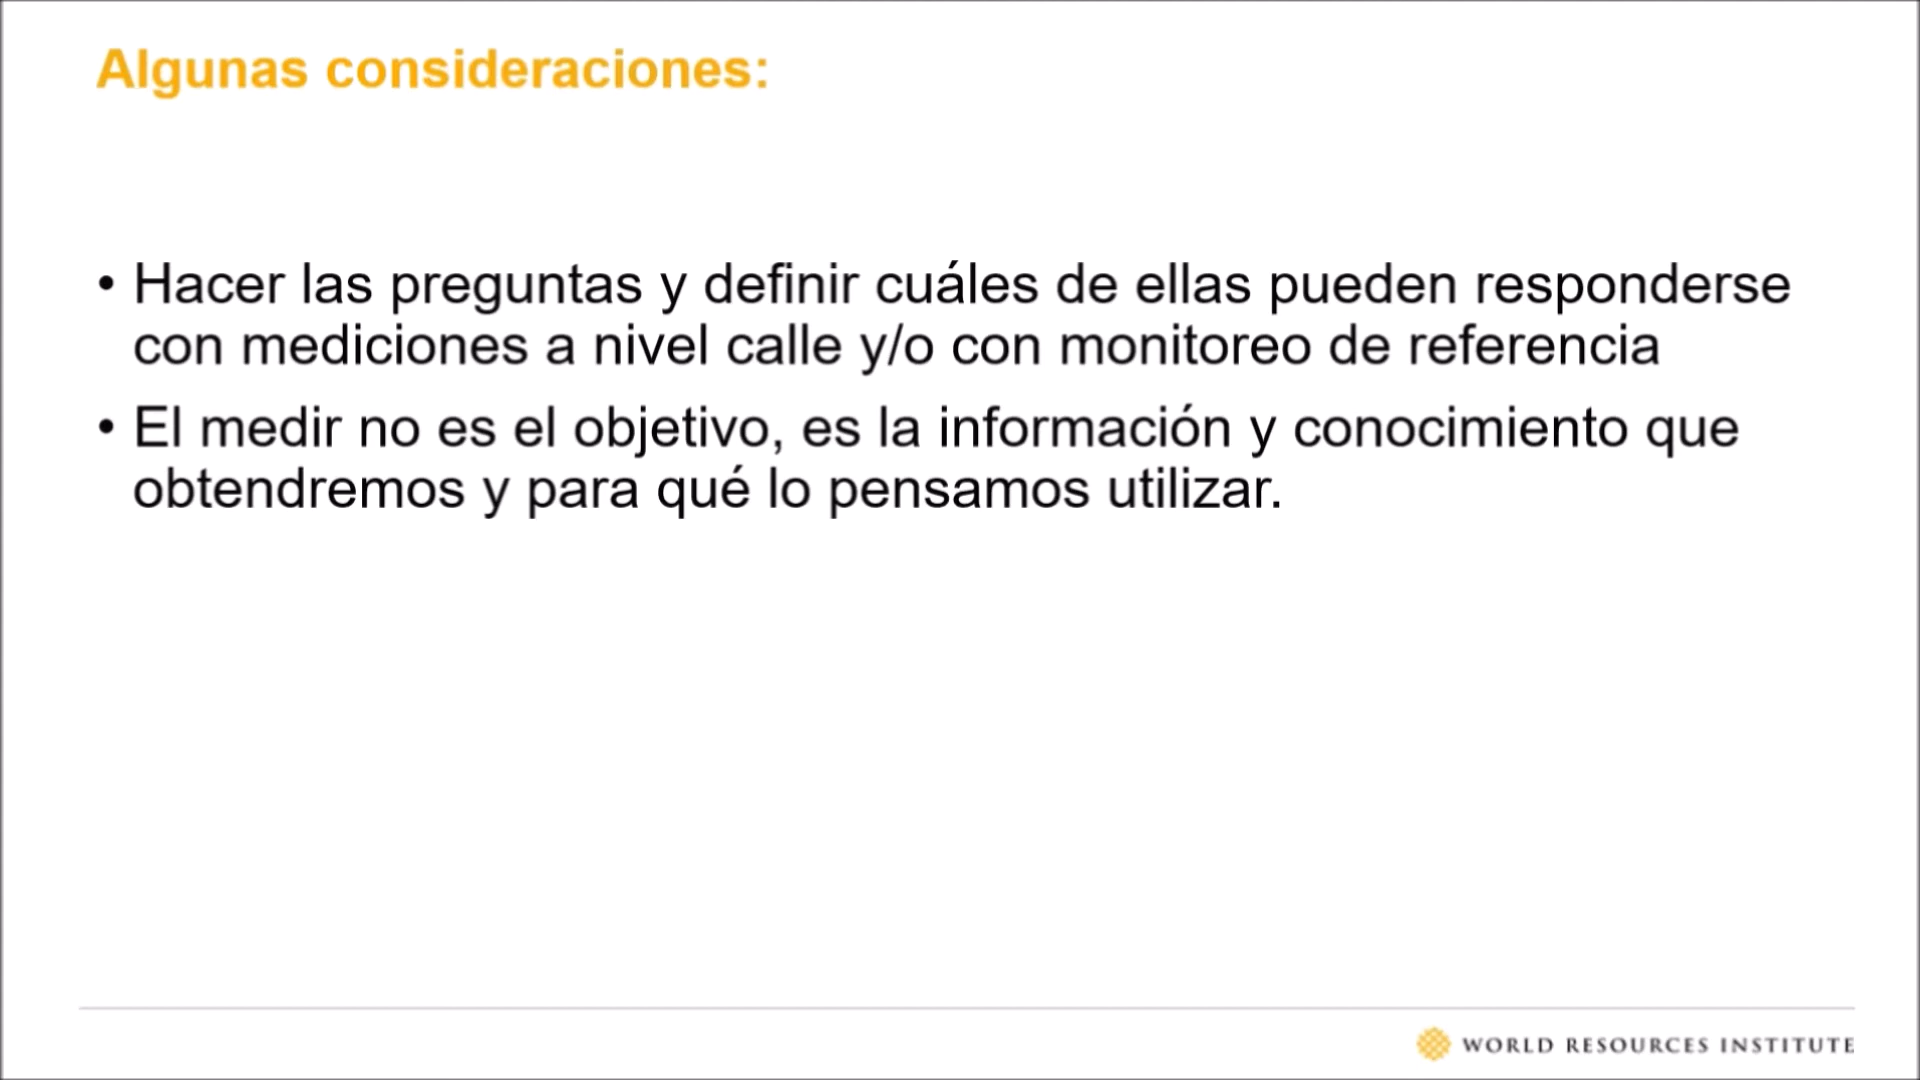 Algunas consideraciones:
• Hacer las preguntas y definir cuáles de ellas pueden responderse
con mediciones a nivel calle y/o con monitoreo de referencia
• El medir no es el objetivo, es la información y conocimiento que
obtendremos y para qué lo pensamos utilizar.
WORLD RESOURCES INSTITUTE